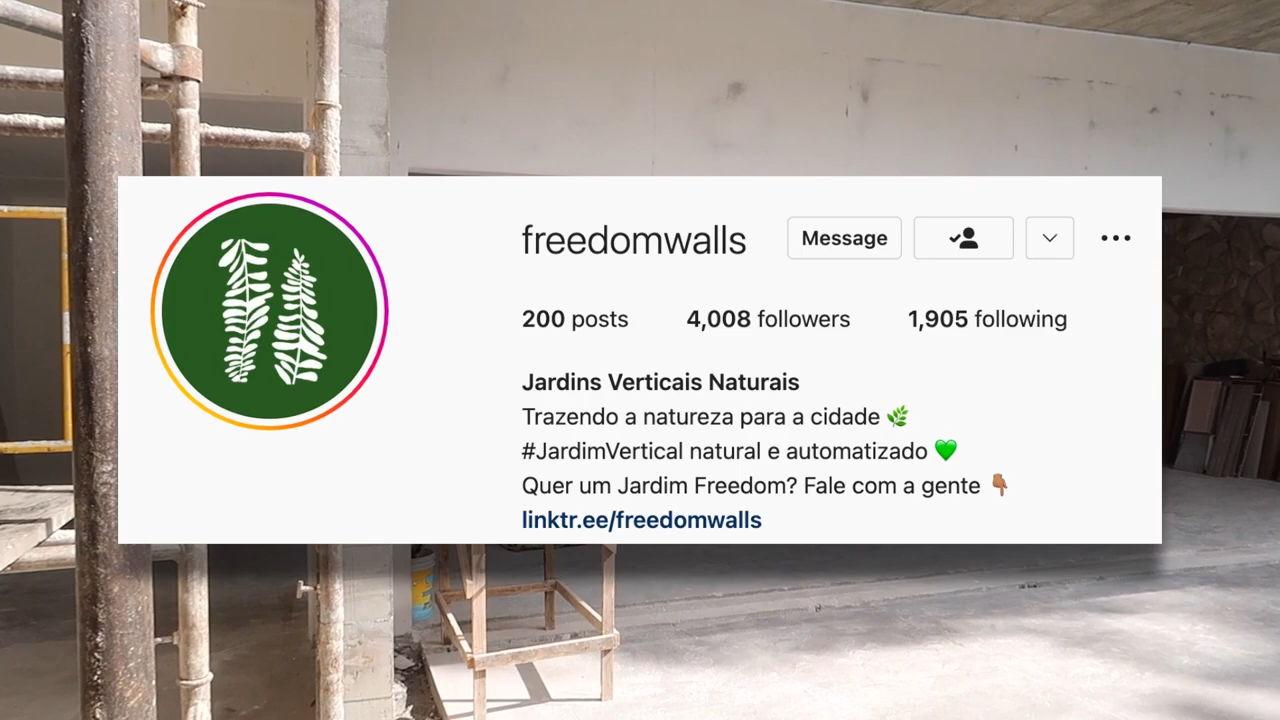 freedomwalls Message
200 posts 4,008 followers 1,905 following
Jardins Verticais Naturais
Trazendo a natureza para a cidade 🌿
#JardimVertical natural e automatizado 💚
Quer um Jardim Freedom? Fale com a gente 👇🏽
linktr.ee/freedomwalls